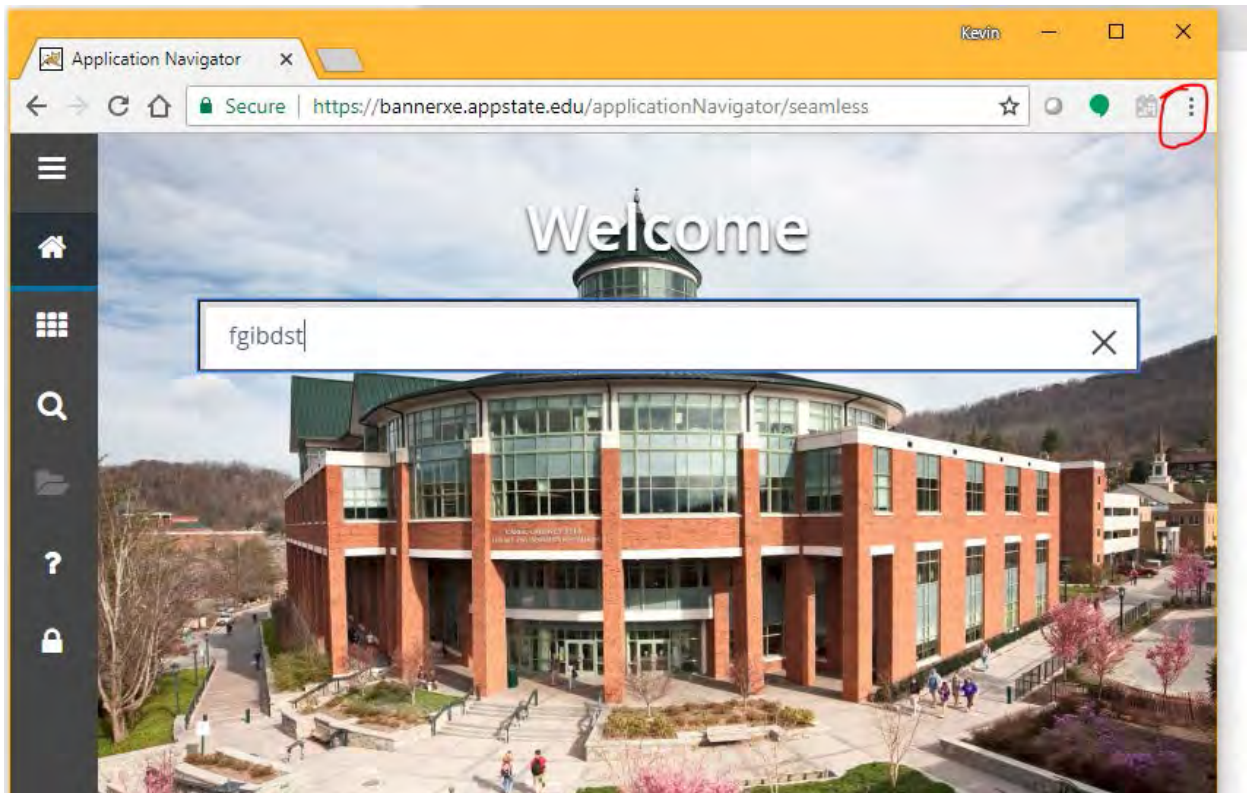 Kevin
Application Navigator
Secure | https://bannerxe.appstate.edu/applicationNavigator/seamless
Welcome
fgibdst
?